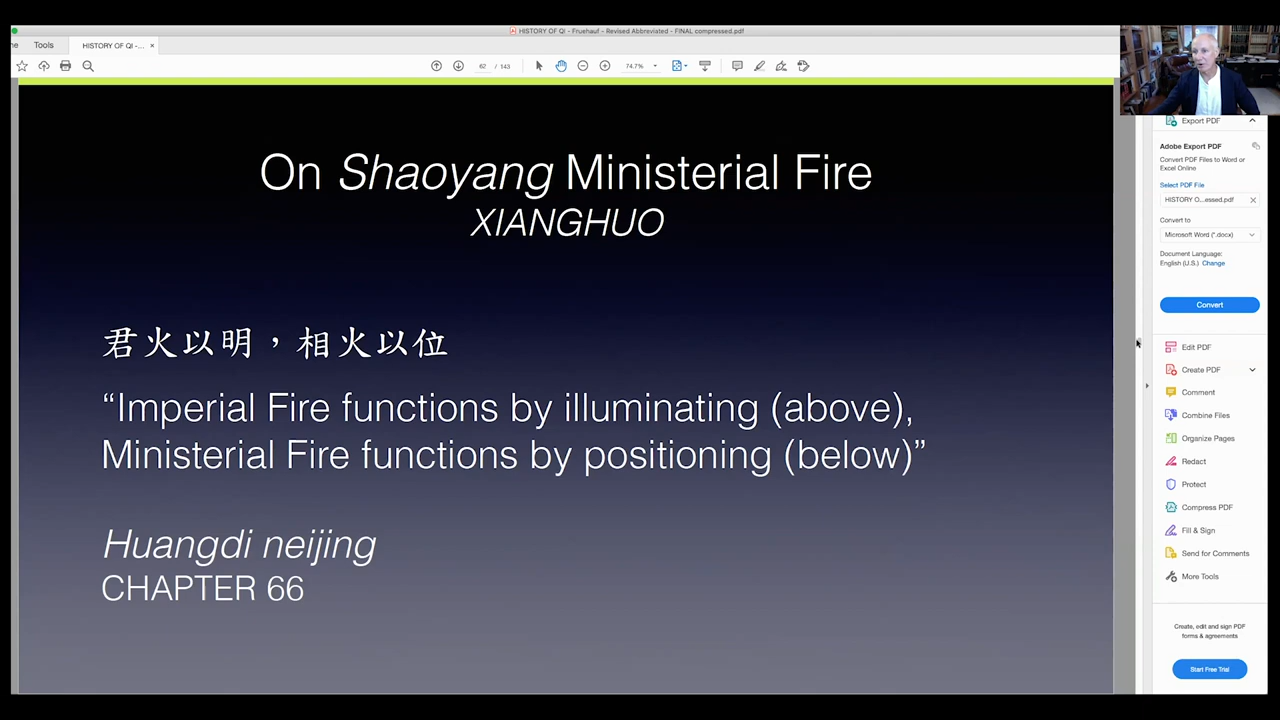 HISTORY OF QI - Fruehauf - Revised Abbreviated - FINAL compressed.pdf
ne Tools HISTORY OF QI -... ×
62 / 143 74.7%
On Shaoyang Ministerial Fire
XIANGHUO
君火以明，相火以位
“Imperial Fire functions by illuminating (above),
Ministerial Fire functions by positioning (below)”
Huangdi neijing
CHAPTER 66
Export PDF
Adobe Export PDF
Convert PDF Files to Word or
Excel Online
Select PDF File
HISTORY O...essed.pdf ×
Convert to
Microsoft Word (*.docx)
Document Language:
English (U.S.) Change
Convert
Edit PDF
Create PDF
Comment
Combine Files
Organize Pages
Redact
Protect
Compress PDF
Fill & Sign
Send for Comments
More Tools
Create, edit and sign PDF
forms & agreements
Start Free Trial